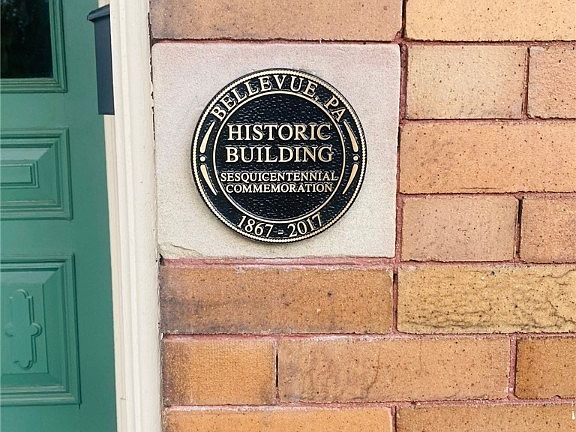 BELLEVUE, PA
HISTORIC
BUILDING
SESQUICENTENNIAL
COMMEMORATION
1867 - 2017